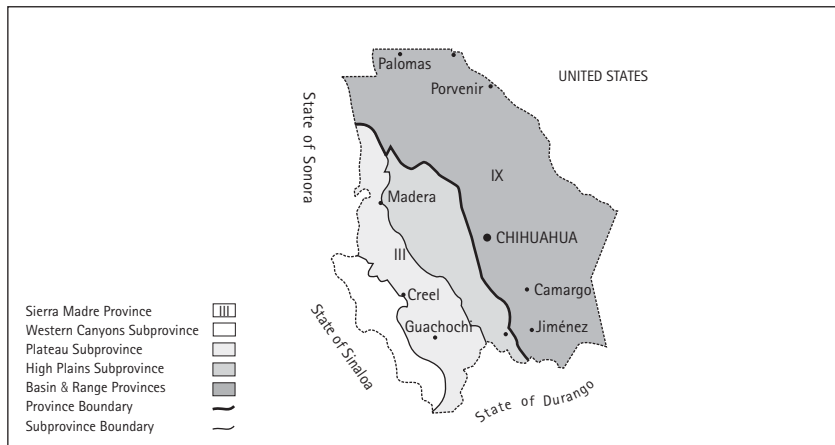 Palomas
UNITED STATES
Porvenir
State of Sonora
IX
Madera
CHIHUAHUA
III
Camargo
Creel
Guachochi
Jiménez
State of Sinaloa
State of Durango
Sierra Madre Province III
Western Canyons Subprovince
Plateau Subprovince
High Plains Subprovince
Basin & Range Provinces
Province Boundary
Subprovince Boundary